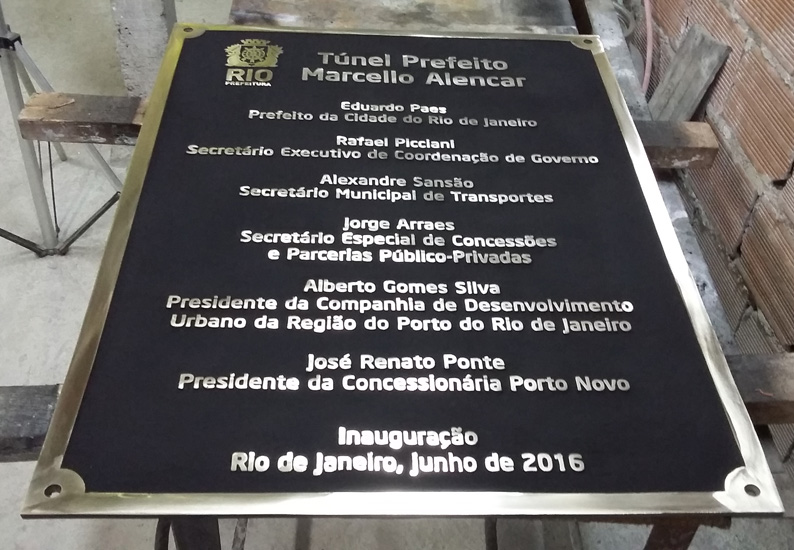 RIO
PREFEITURA
Túnel Prefeito
Marcello Alencar
Eduardo Paes
Prefeito da Cidade do Rio de Janeiro
Rafael Picciani
Secretário Executivo de Coordenação de Governo
Alexandre Sansão
Secretário Municipal de Transportes
Jorge Arraes
Secretário Especial de Concessões
e Parcerias Público-Privadas
Alberto Gomes Silva
Presidente da Companhia de Desenvolvimento
Urbano da Região do Porto do Rio de Janeiro
José Renato Ponte
Presidente da Concessionária Porto Novo
Inauguração
Rio de Janeiro, junho de 2016